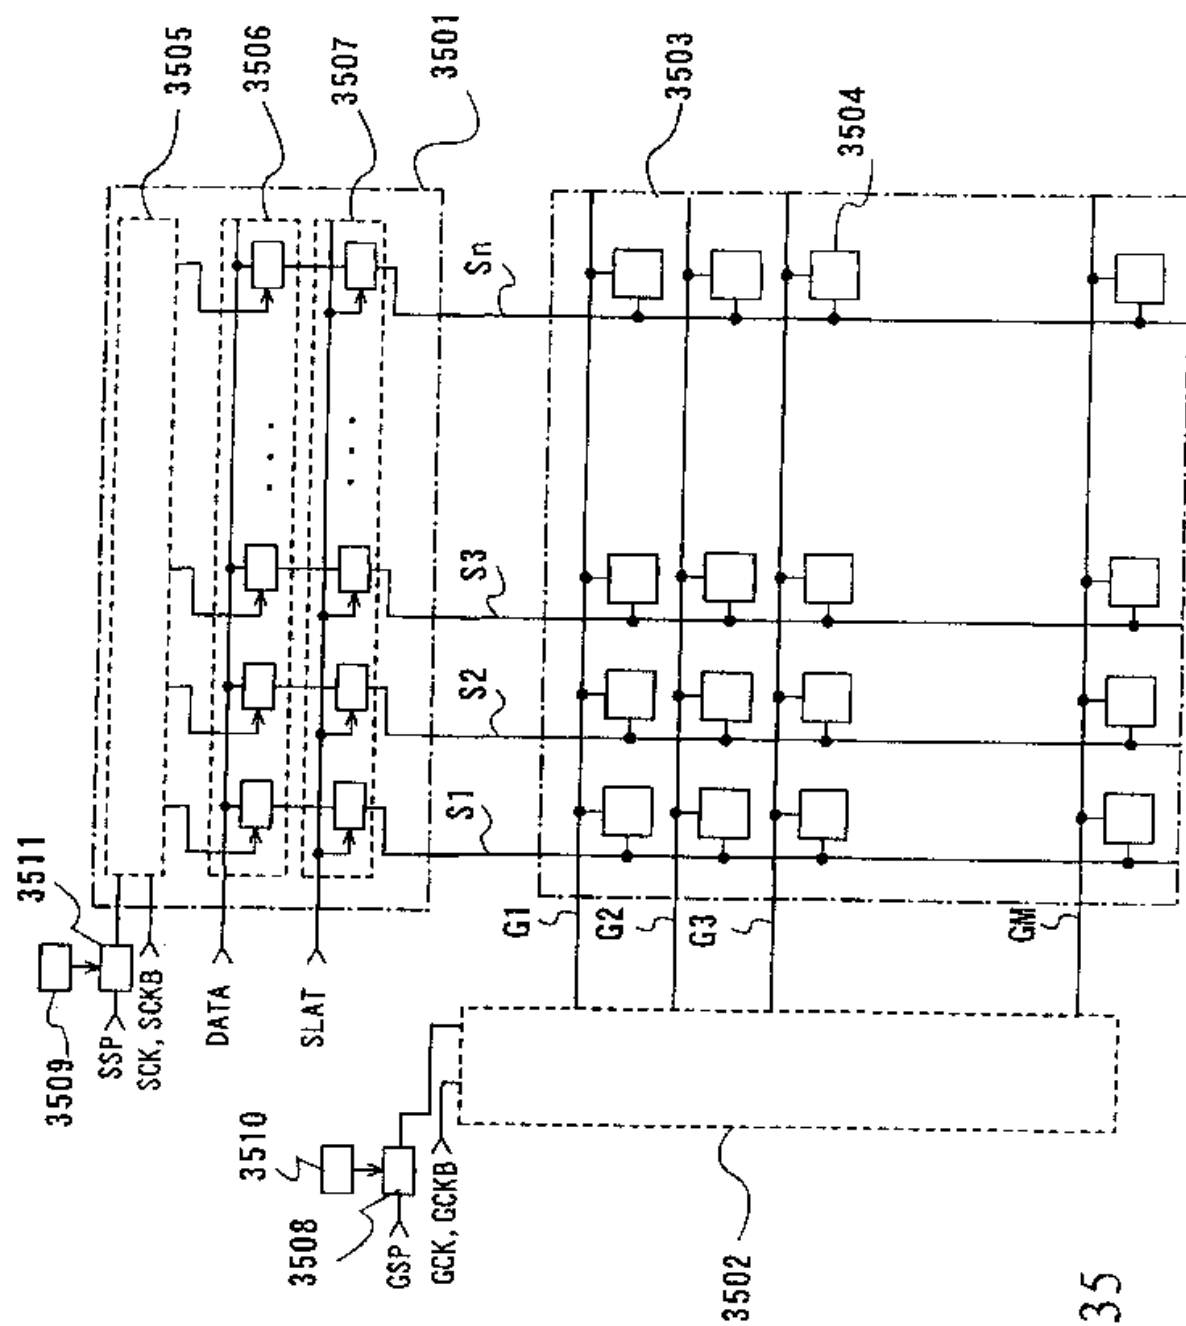 3505
3506
3507
3501
3503
3504
3511
3509
SSP
SCK, SCKB
DATA
SLAT
Sn
S3
S2
S1
G1
G2
G3
GM
3510
3508
GSP
GCK, GCKB
3502
35